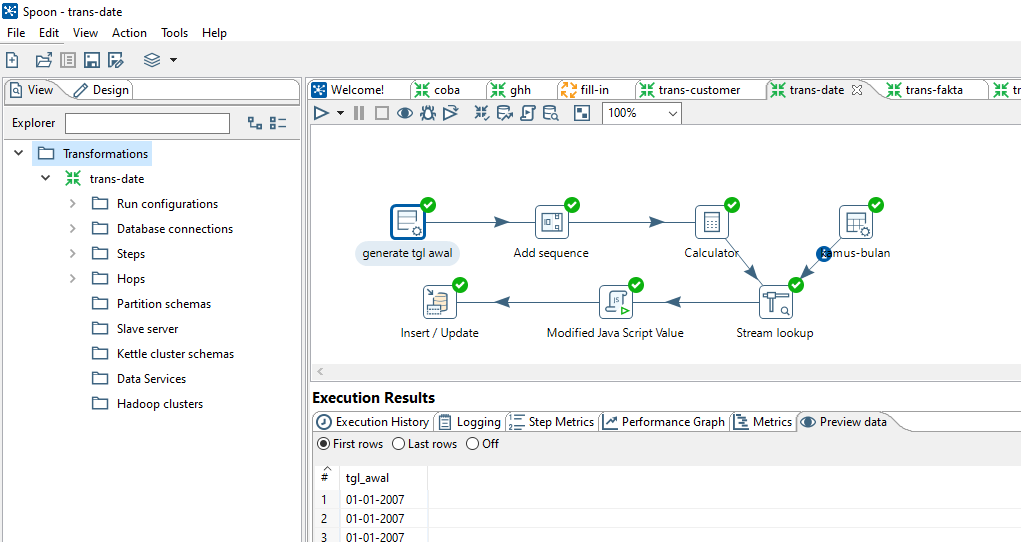 Spoon - trans-date
File Edit View Action Tools Help
View Design
Explorer
Transformations
trans-date
Run configurations
Database connections
Steps
Hops
Partition schemas
Slave server
Kettle cluster schemas
Data Services
Hadoop clusters
Welcome! coba ghh fill-in trans-customer trans-date trans-fakta tr
100%
generate tgl awal Add sequence Calculator kamus-bulan
Insert / Update Modified Java Script Value Stream lookup
Execution Results
Execution History Logging Step Metrics Performance Graph Metrics Preview data
First rows Last rows Off
# tgl_awal
1 01-01-2007
2 01-01-2007
3 01-01-2007